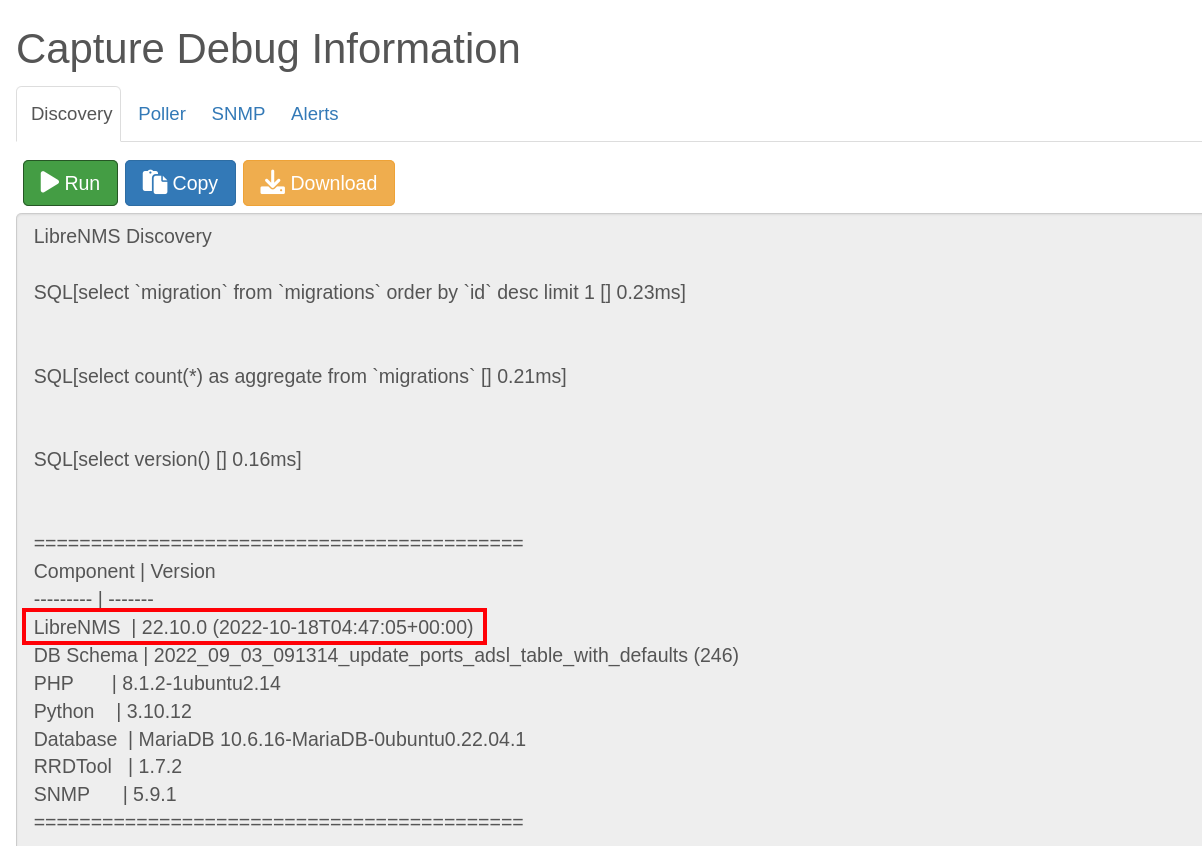 Capture Debug Information
Discovery Poller SNMP Alerts
Run Copy Download
LibreNMS Discovery
SQL[select `migration` from `migrations` order by `id` desc limit 1 [] 0.23ms]
SQL[select count(*) as aggregate from `migrations` [] 0.21ms]
SQL[select version() [] 0.16ms]
===========================================
Component | Version
--------- | -------
LibreNMS  | 22.10.0 (2022-10-18T04:47:05+00:00)
DB Schema | 2022_09_03_091314_update_ports_adsl_table_with_defaults (246)
PHP       | 8.1.2-1ubuntu2.14
Python    | 3.10.12
Database  | MariaDB 10.6.16-MariaDB-0ubuntu0.22.04.1
RRDTool   | 1.7.2
SNMP      | 5.9.1
===========================================